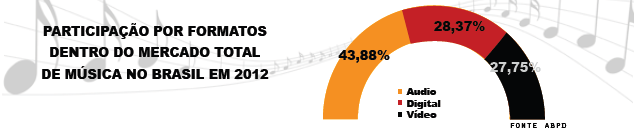 PARTICIPAÇÃO POR FORMATOS
DENTRO DO MERCADO TOTAL
DE MÚSICA NO BRASIL EM 2012
43,88%
28,37%
27,75%
Audio
Digital
Vídeo
FONTE ABPD